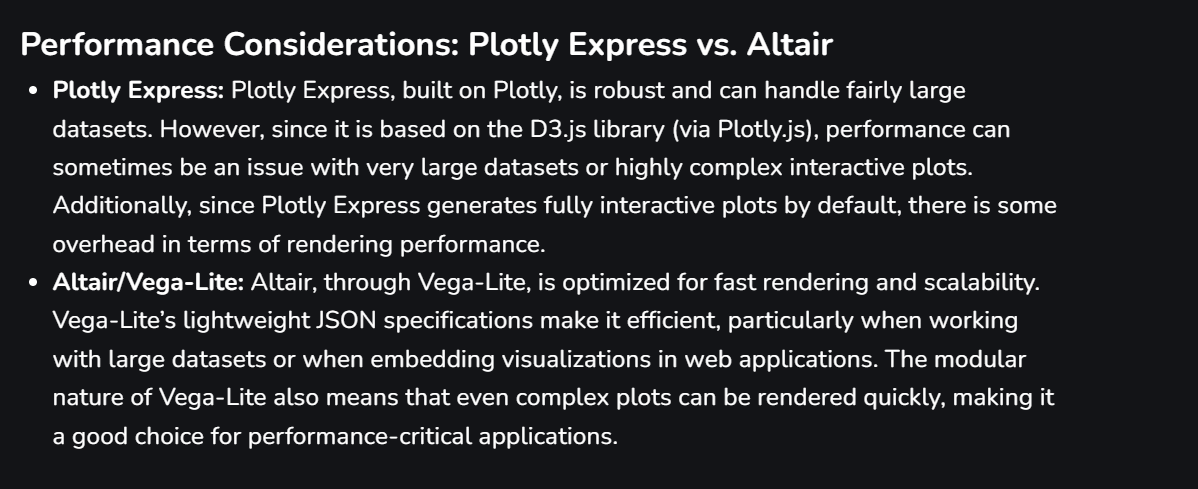 Performance Considerations: Plotly Express vs. Altair
• Plotly Express: Plotly Express, built on Plotly, is robust and can handle fairly large
datasets. However, since it is based on the D3.js library (via Plotly.js), performance can
sometimes be an issue with very large datasets or highly complex interactive plots.
Additionally, since Plotly Express generates fully interactive plots by default, there is some
overhead in terms of rendering performance.
• Altair/Vega-Lite: Altair, through Vega-Lite, is optimized for fast rendering and scalability.
Vega-Lite’s lightweight JSON specifications make it efficient, particularly when working
with large datasets or when embedding visualizations in web applications. The modular
nature of Vega-Lite also means that even complex plots can be rendered quickly, making it
a good choice for performance-critical applications.